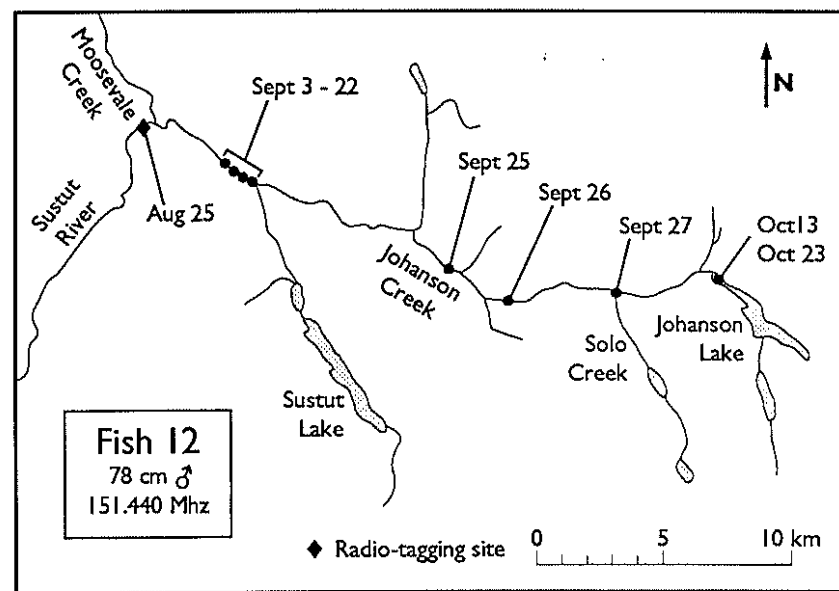 Moosevale
Creek
Sept 3 - 22
N
Sept 25
Sept 26
Sept 27
Oct13
Oct 23
Aug 25
Sustut
River
Johanson
Creek
Solo
Creek
Johanson
Lake
Sustut
Lake
Fish 12
78 cm ♂
151.440 Mhz
♦ Radio-tagging site
0 5 10 km